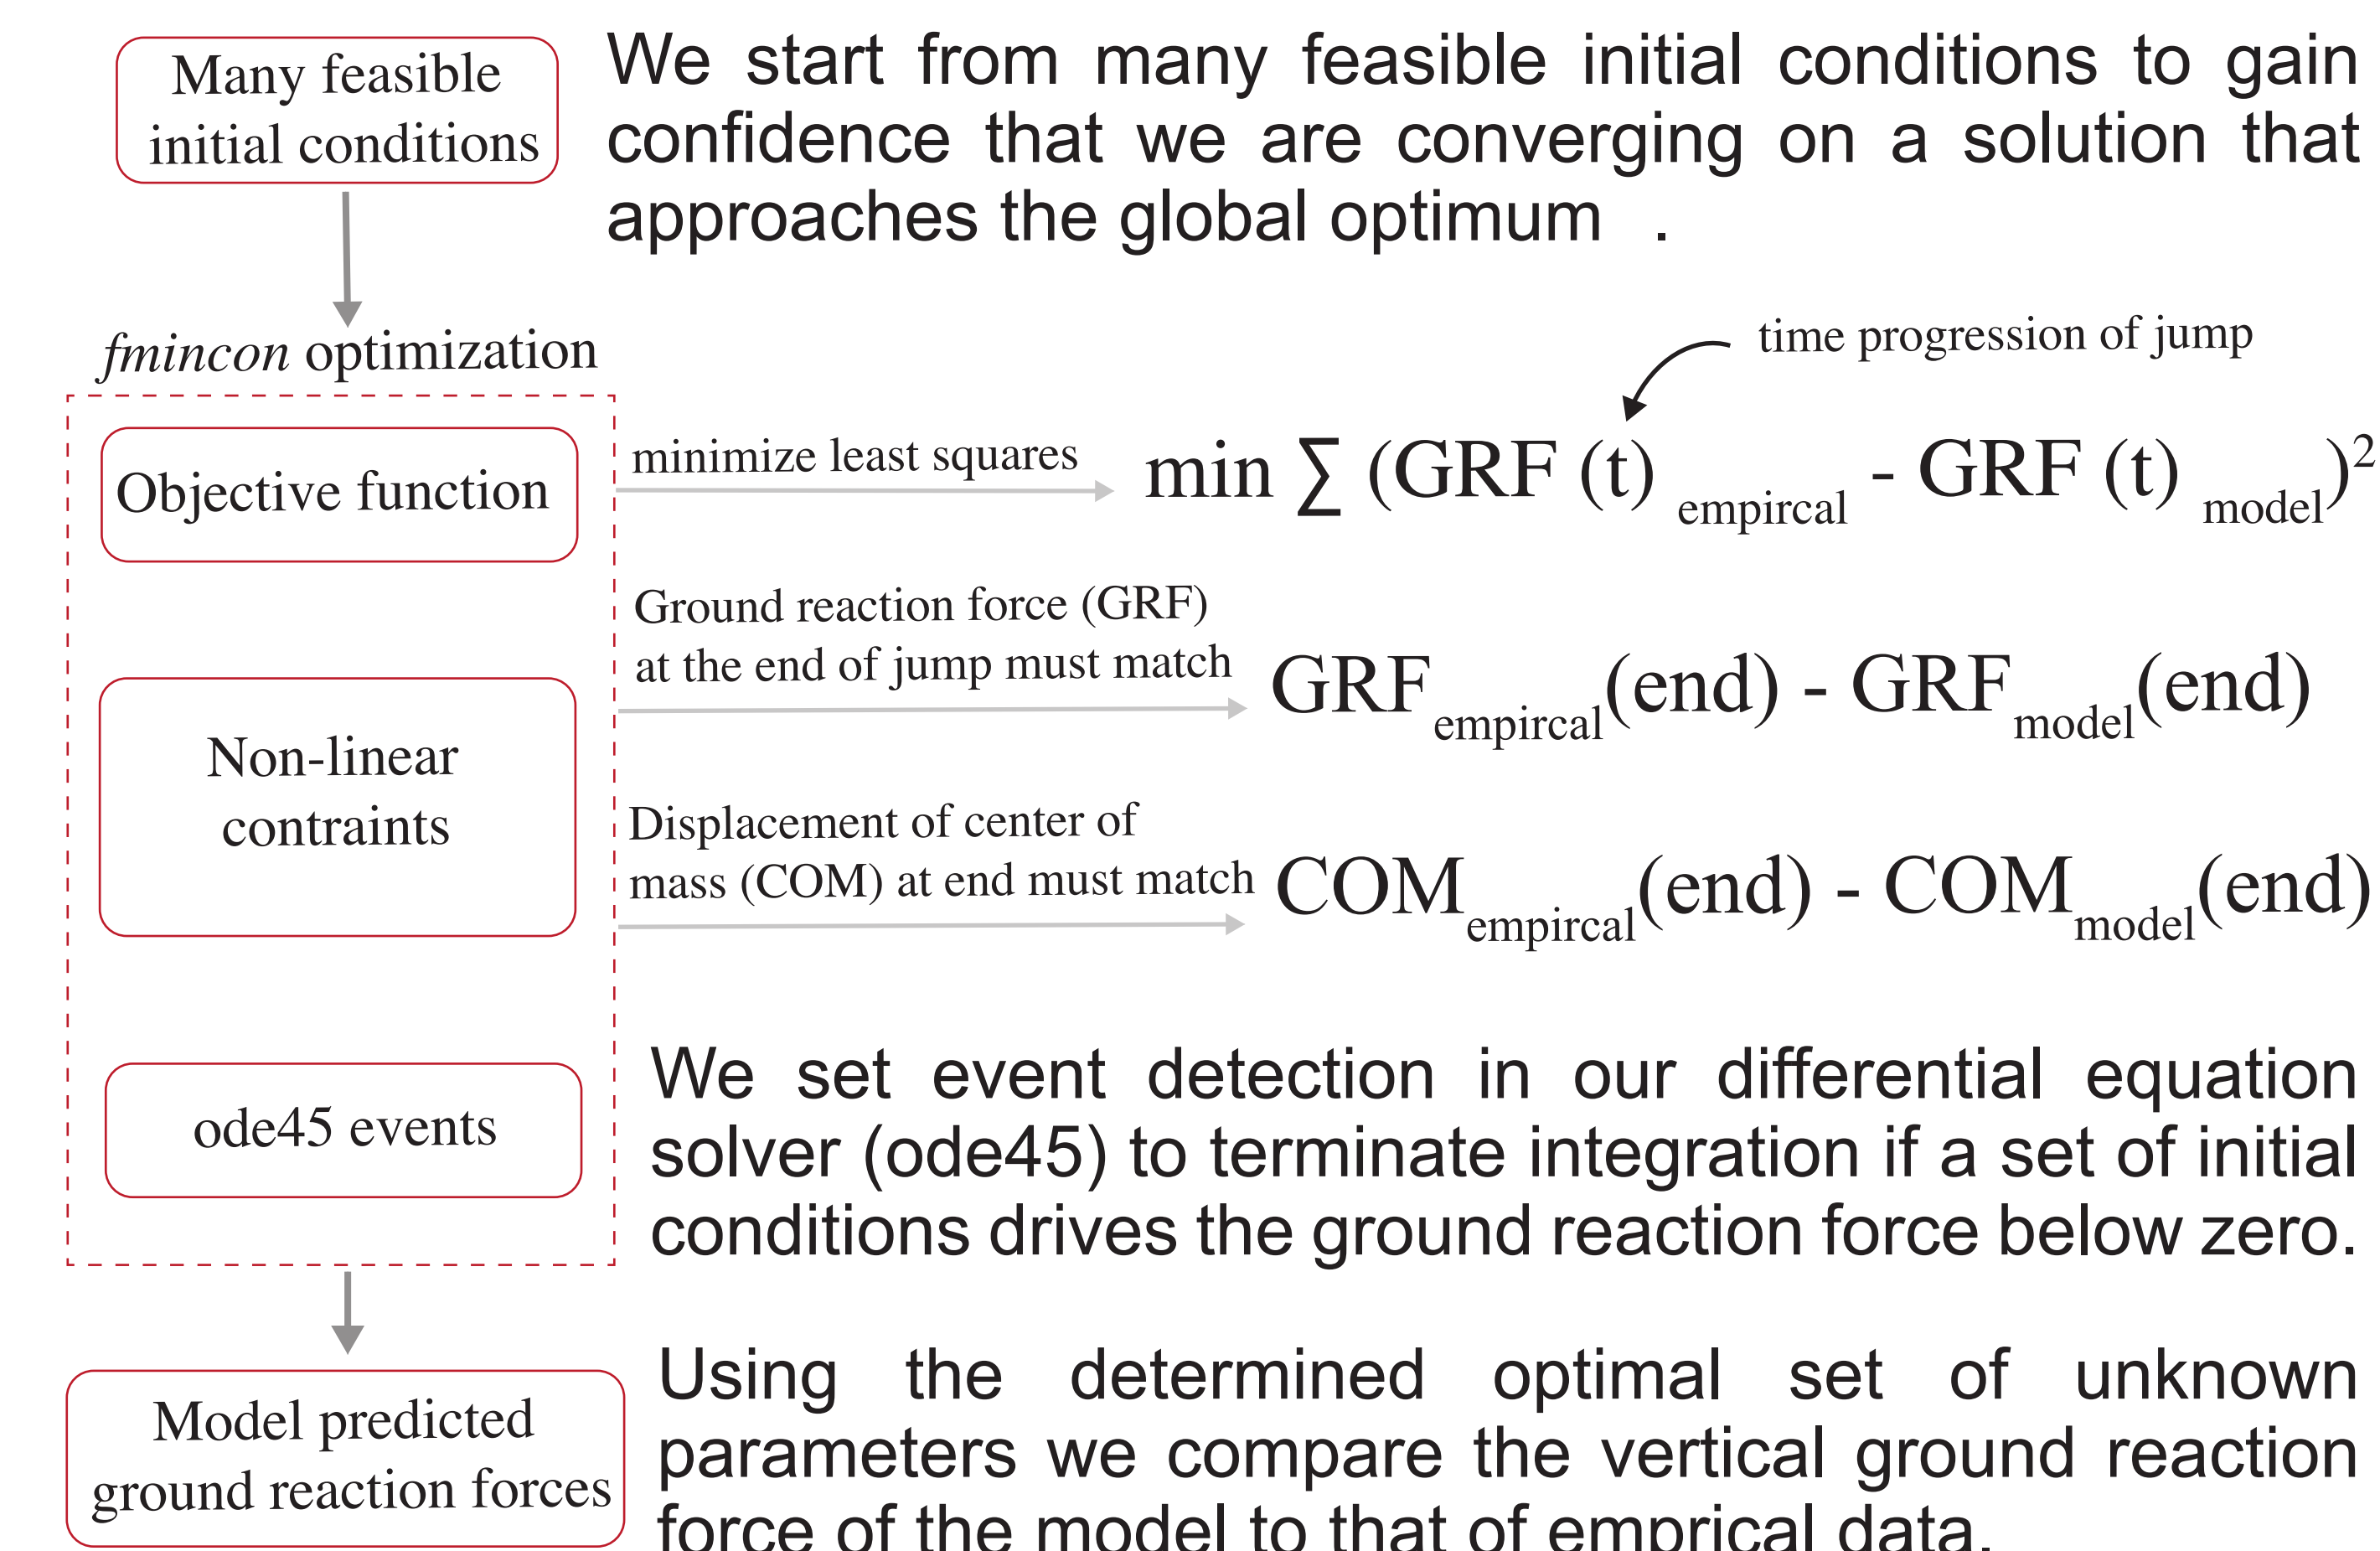 Many feasible
initial conditions
We start from many feasible initial conditions to gain
confidence that we are converging on a solution that
approaches the global optimum .
fmincon optimization
time progression of jump
Objective function
minimize least squares
min ∑ (GRF (t) empircal - GRF (t) model)²
Ground reaction force (GRF)
at the end of jump must match
GRF empircal(end) - GRF model(end)
Non-linear
contraints
Displacement of center of
mass (COM) at end must match
COM empircal(end) - COM model(end)
ode45 events
We set event detection in our differential equation
solver (ode45) to terminate integration if a set of initial
conditions drives the ground reaction force below zero.
Model predicted
ground reaction forces
Using the determined optimal set of unknown
parameters we compare the vertical ground reaction
force of the model to that of emprical data.